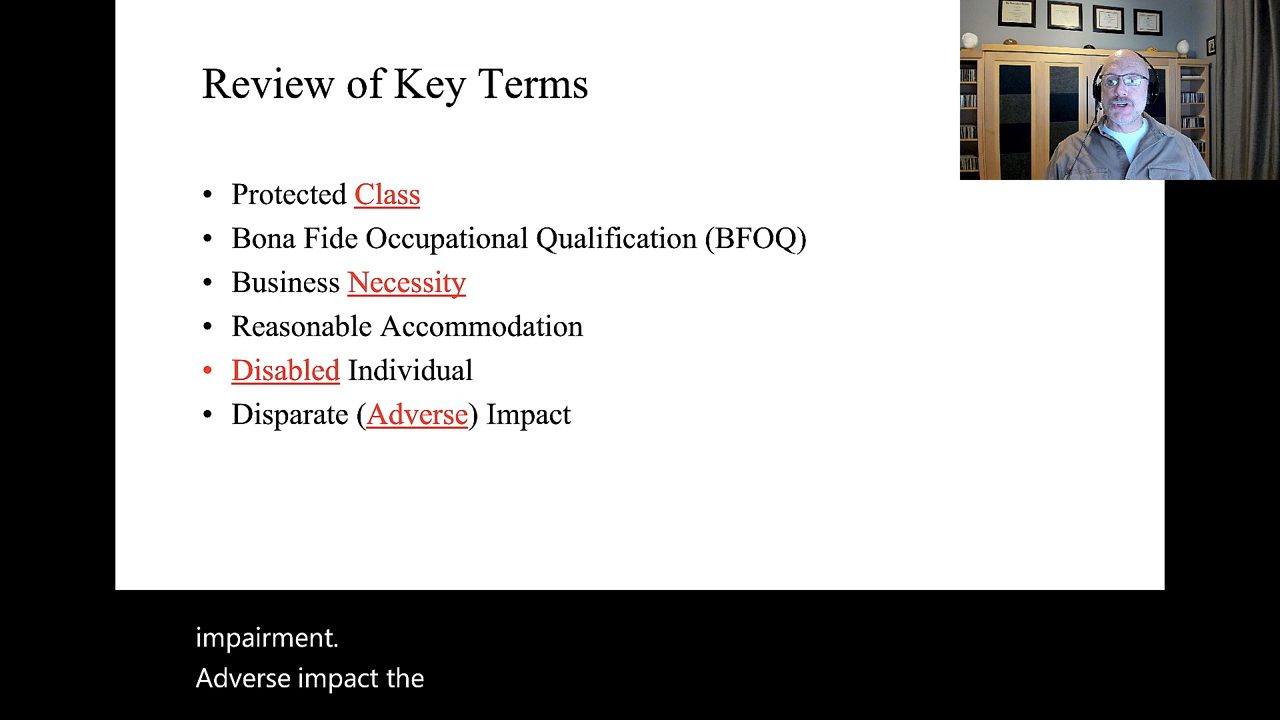 Review of Key Terms
• Protected Class
• Bona Fide Occupational Qualification (BFOQ)
• Business Necessity
• Reasonable Accommodation
• Disabled Individual
• Disparate (Adverse) Impact
impairment.
Adverse impact the